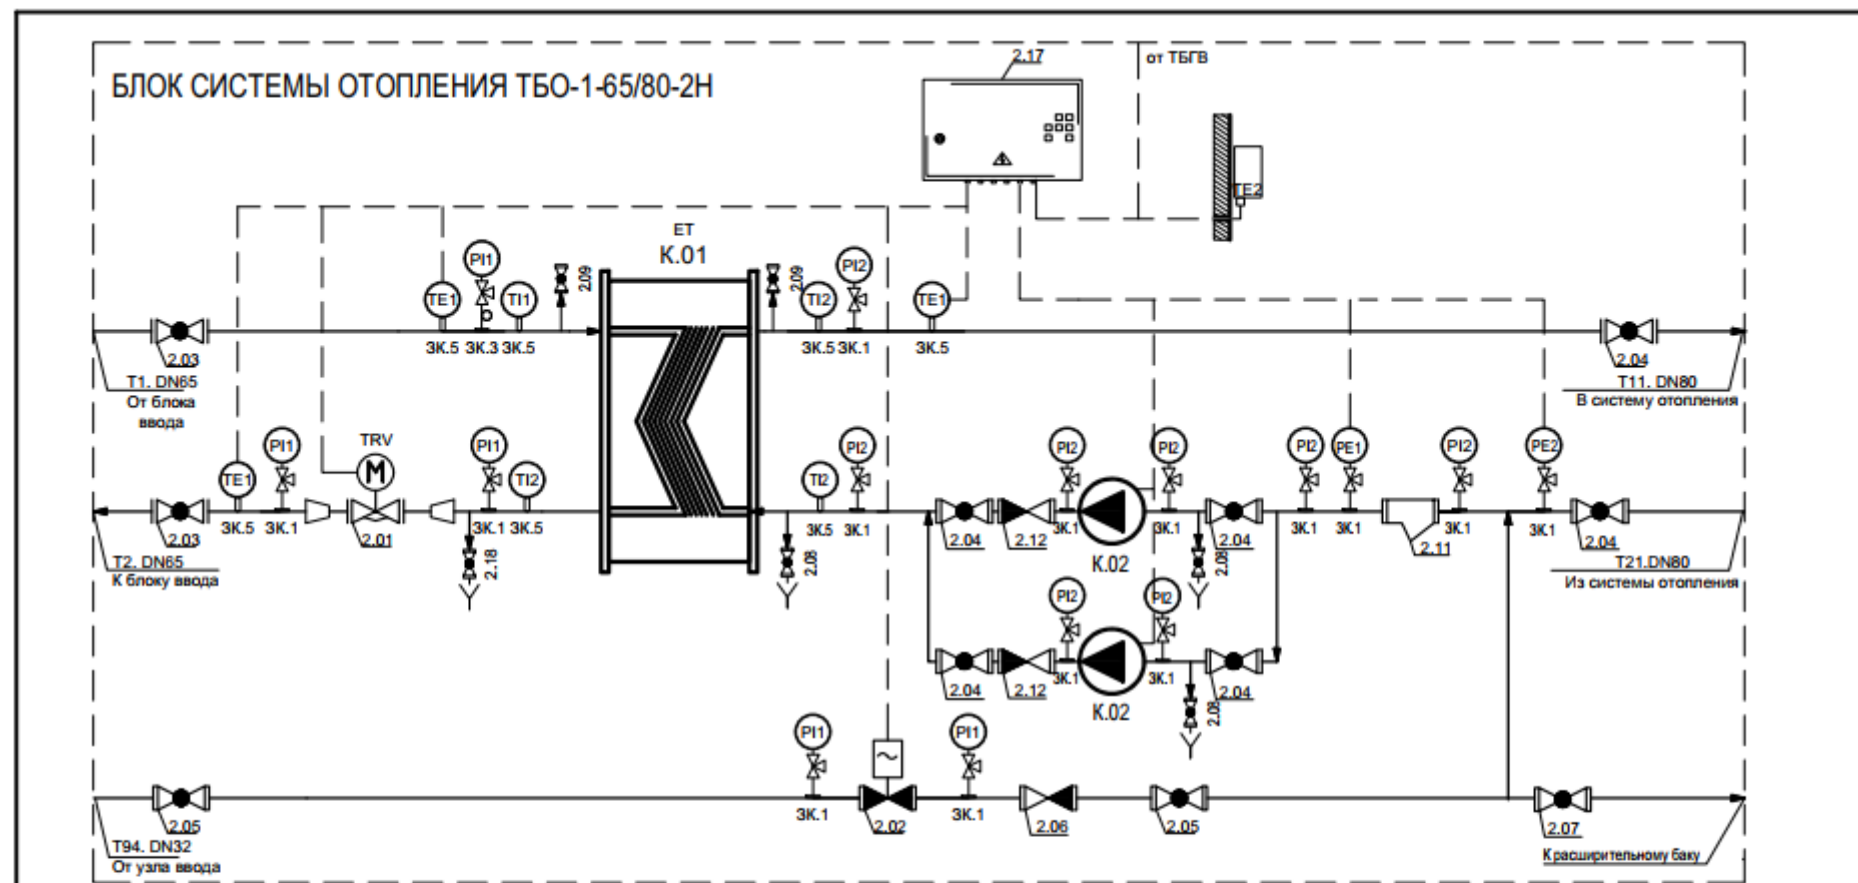 БЛОК СИСТЕМЫ ОТОПЛЕНИЯ ТБО-1-65/80-2Н
2.17
от ТБГВ
TE2
ET
К.01
PI1
PI2
TE1
TI1
2.09
2.09
TI2
TE1
ЗК.5 ЗК.3 ЗК.5
ЗК.5 ЗК.1
ЗК.5
2.03
2.04
Т1. DN65
От блока
ввода
Т11. DN80
В систему отопления
TRV
M
PI1
PI1
PI2
PI2
PI2
PI2
PE1
PI2
PE2
TE1
TI2
TI2
ЗК.5
ЗК.1
ЗК.1
ЗК.5
ЗК.5
ЗК.1
ЗК.1
ЗК.1
ЗК.1
ЗК.1
ЗК.1
ЗК.1
2.03
2.01
2.18
2.08
2.04
2.12
К.02
2.08
2.04
2.11
2.04
Т2. DN65
К блоку ввода
Т21.DN80
Из системы отопления
PI2
PI2
ЗК.1
ЗК.1
2.04
2.12
К.02
2.08
2.04
PI1
PI1
~
ЗК.1
ЗК.1
2.05
2.02
2.06
2.05
2.07
Т94. DN32
От узла ввода
К расширительному баку